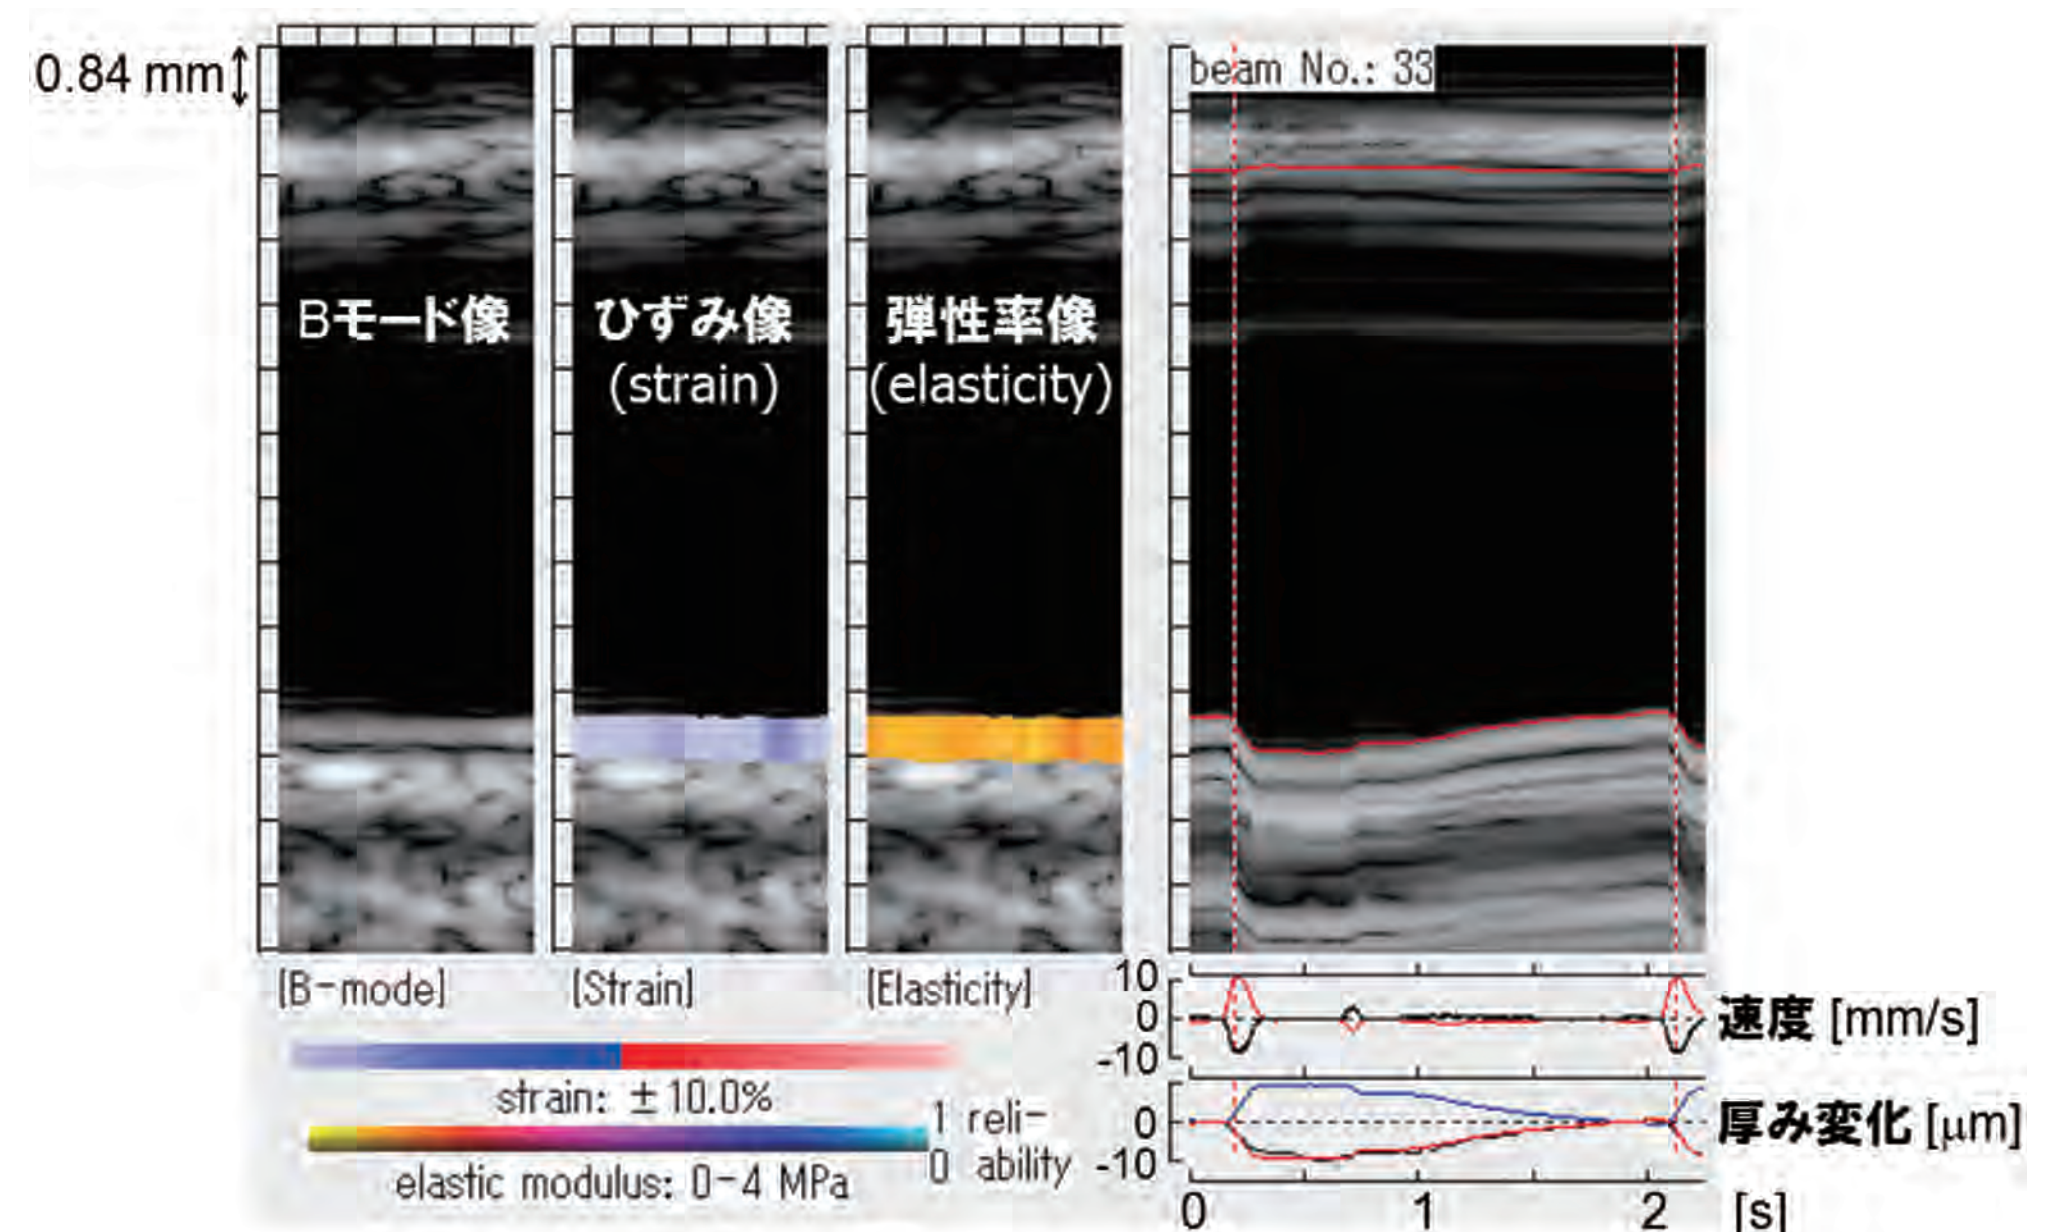 0.84 mm
beam No.: 33
Bモード像
ひずみ像
(strain)
弾性率像
(elasticity)
[B-mode]
[Strain]
[Elasticity]
strain: ±10.0%
1 reli-
0 ability
elastic modulus: 0-4 MPa
10
0
-10
速度 [mm/s]
0
-10
厚み変化 [μm]
0 1 2 [s]